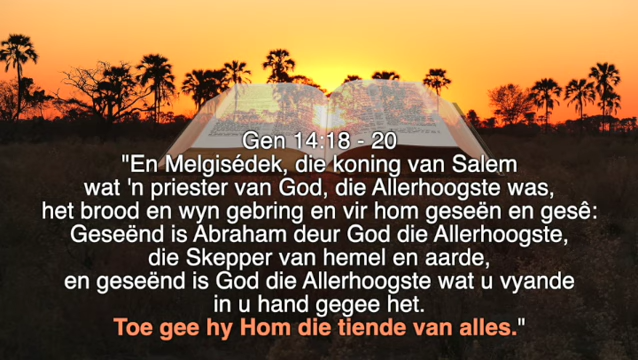 Gen 14:18 - 20
"En Melgisédek, die koning van Salem
wat 'n priester van God, die Allerhoogste was,
het brood en wyn gebring en vir hom geseën en gesê:
Geseënd is Abraham deur God die Allerhoogste,
die Skepper van hemel en aarde,
en geseënd is God die Allerhoogste wat u vyande
in u hand gegee het.
Toe gee hy Hom die tiende van alles."